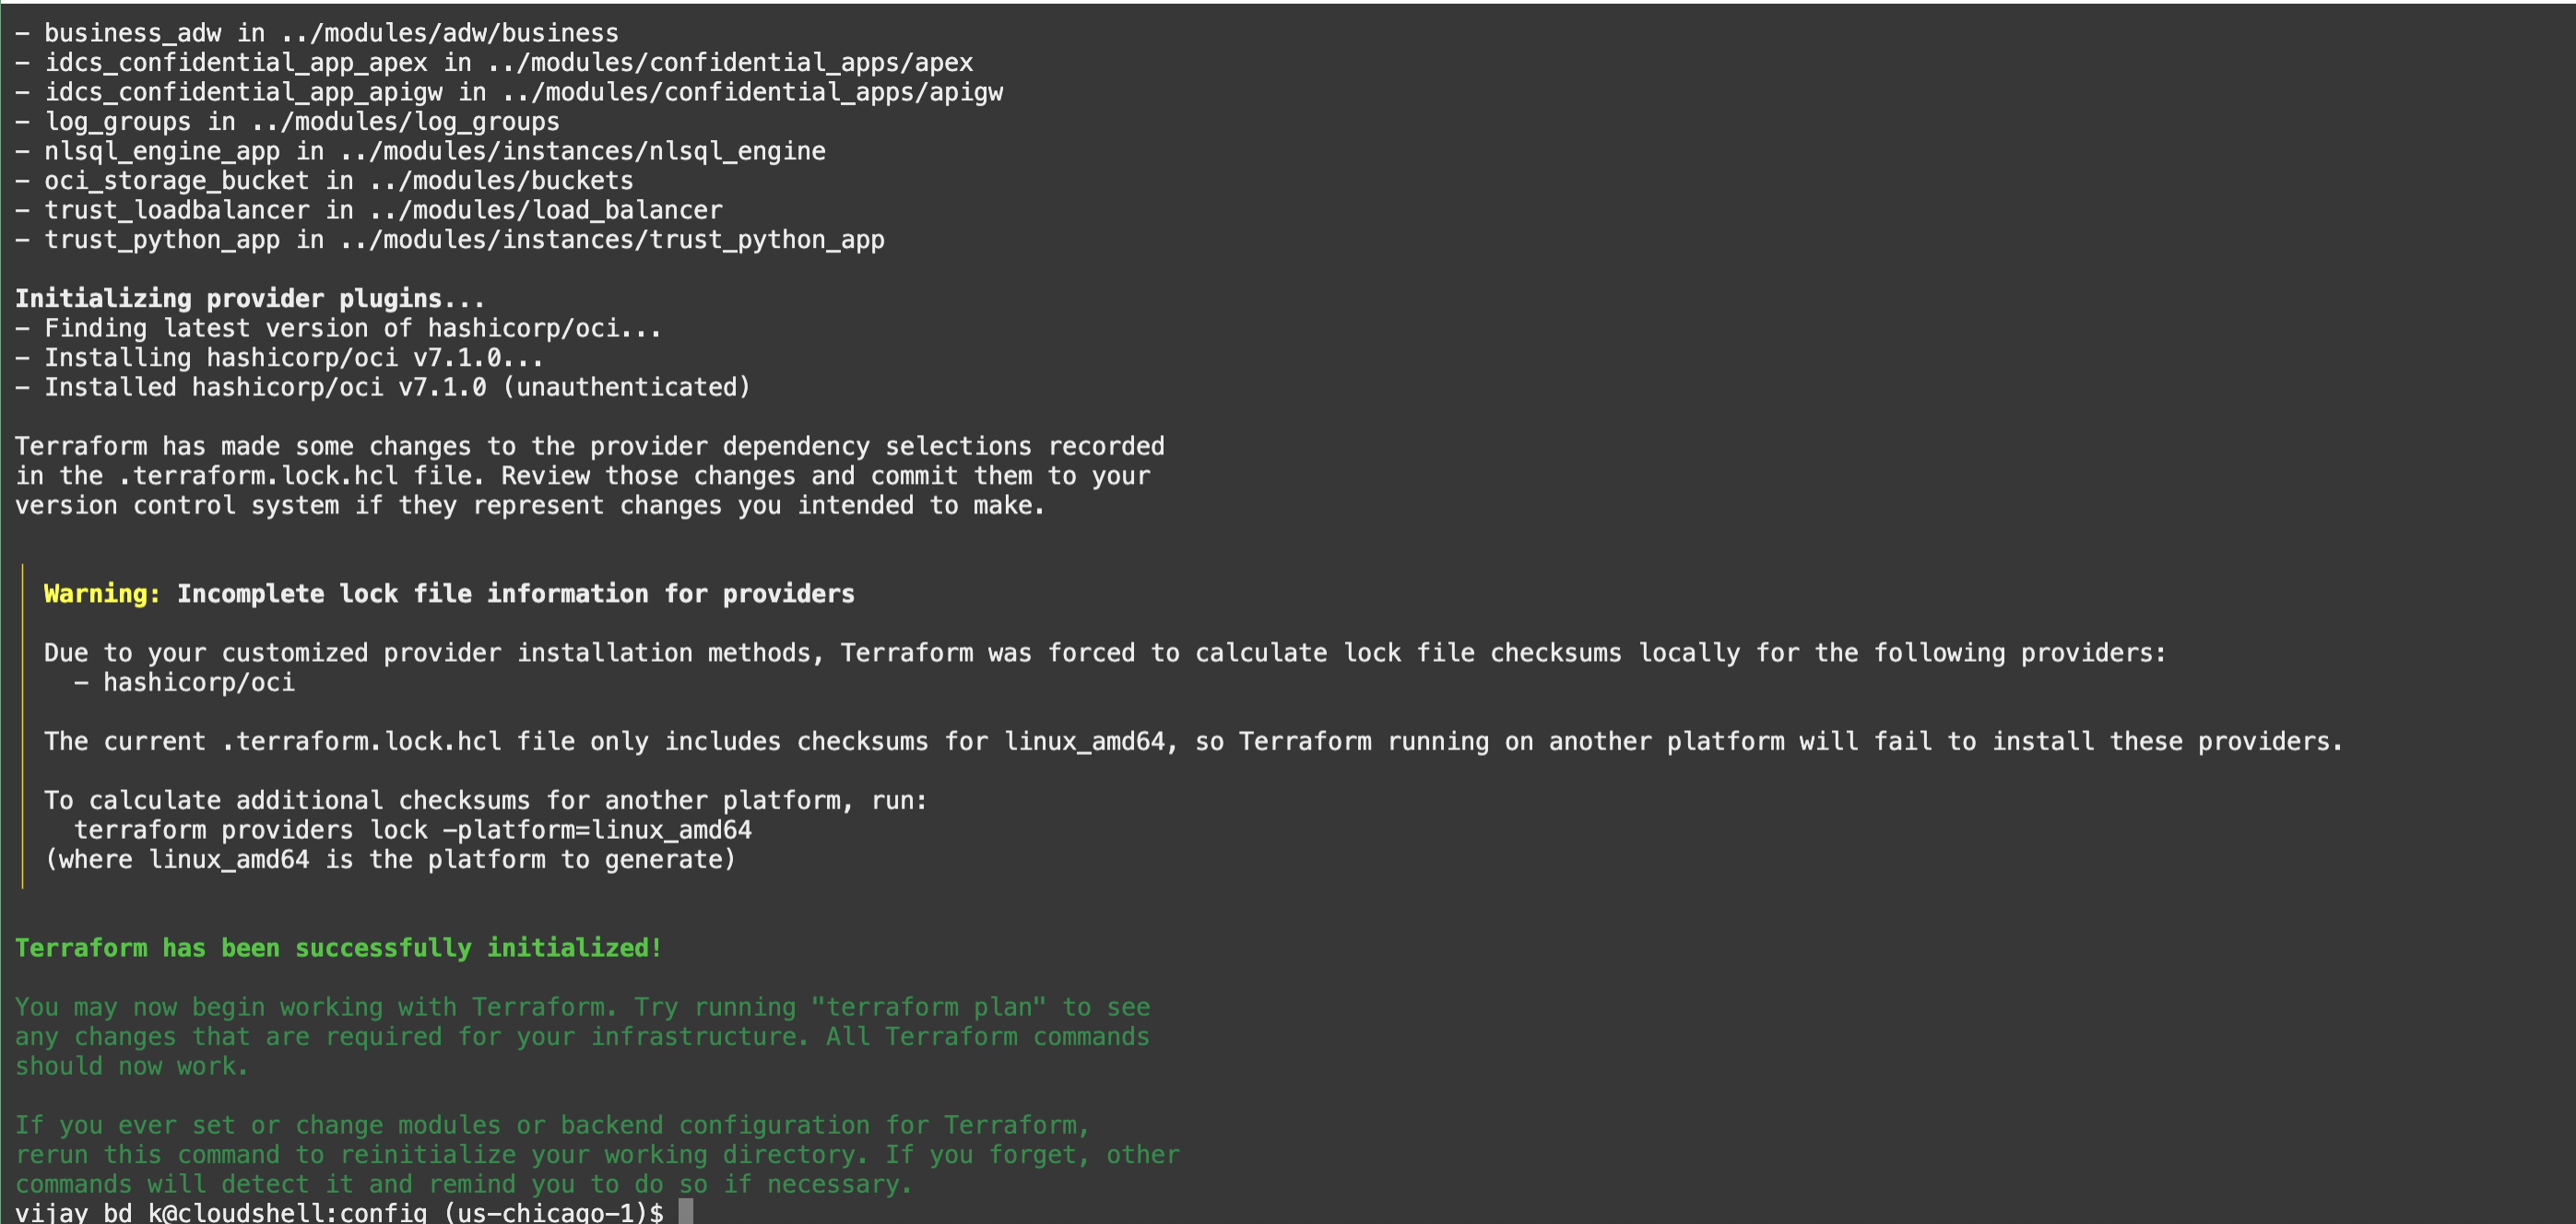 - business_adw in ../modules/adw/business
- idcs_confidential_app_apex in ../modules/confidential_apps/apex
- idcs_confidential_app_apigw in ../modules/confidential_apps/apigw
- log_groups in ../modules/log_groups
- nlsql_engine_app in ../modules/instances/nlsql_engine
- oci_storage_bucket in ../modules/buckets
- trust_loadbalancer in ../modules/load_balancer
- trust_python_app in ../modules/instances/trust_python_app
Initializing provider plugins...
- Finding latest version of hashicorp/oci...
- Installing hashicorp/oci v7.1.0...
- Installed hashicorp/oci v7.1.0 (unauthenticated)
Terraform has made some changes to the provider dependency selections recorded
in the .terraform.lock.hcl file. Review those changes and commit them to your
version control system if they represent changes you intended to make.
Warning: Incomplete lock file information for providers
Due to your customized provider installation methods, Terraform was forced to calculate lock file checksums locally for the following providers:
- hashicorp/oci
The current .terraform.lock.hcl file only includes checksums for linux_amd64, so Terraform running on another platform will fail to install these providers.
To calculate additional checksums for another platform, run:
terraform providers lock -platform=linux_amd64
(where linux_amd64 is the platform to generate)
Terraform has been successfully initialized!
You may now begin working with Terraform. Try running "terraform plan" to see
any changes that are required for your infrastructure. All Terraform commands
should now work.
If you ever set or change modules or backend configuration for Terraform,
rerun this command to reinitialize your working directory. If you forget, other
commands will detect it and remind you to do so if necessary.
vijay_bd_k@cloudshell:config (us-chicago-1)$